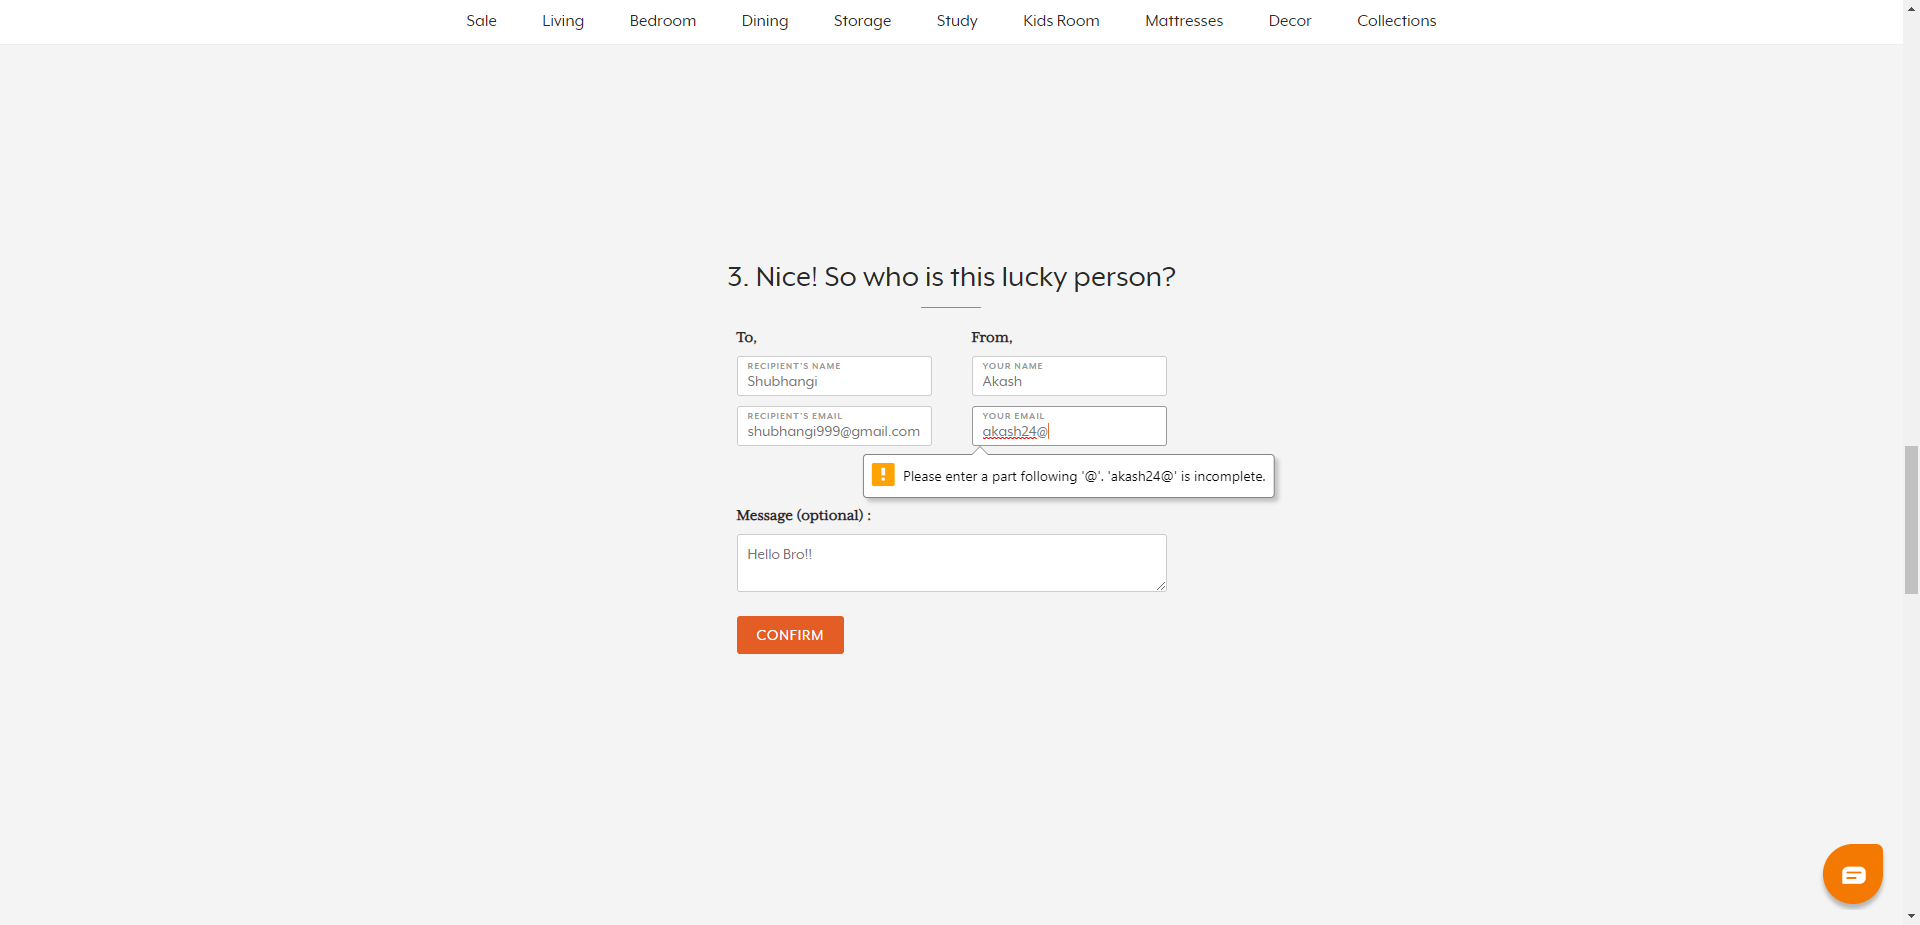 Sale Living Bedroom Dining Storage Study Kids Room Mattresses Decor Collections
3. Nice! So who is this lucky person?
To,
From,
RECIPIENT'S NAME
Shubhangi
YOUR NAME
Akash
RECIPIENT'S EMAIL
shubhangi999@gmail.com
YOUR EMAIL
akash24@
Please enter a part following '@'. 'akash24@' is incomplete.
Message (optional) :
Hello Bro!!
CONFIRM